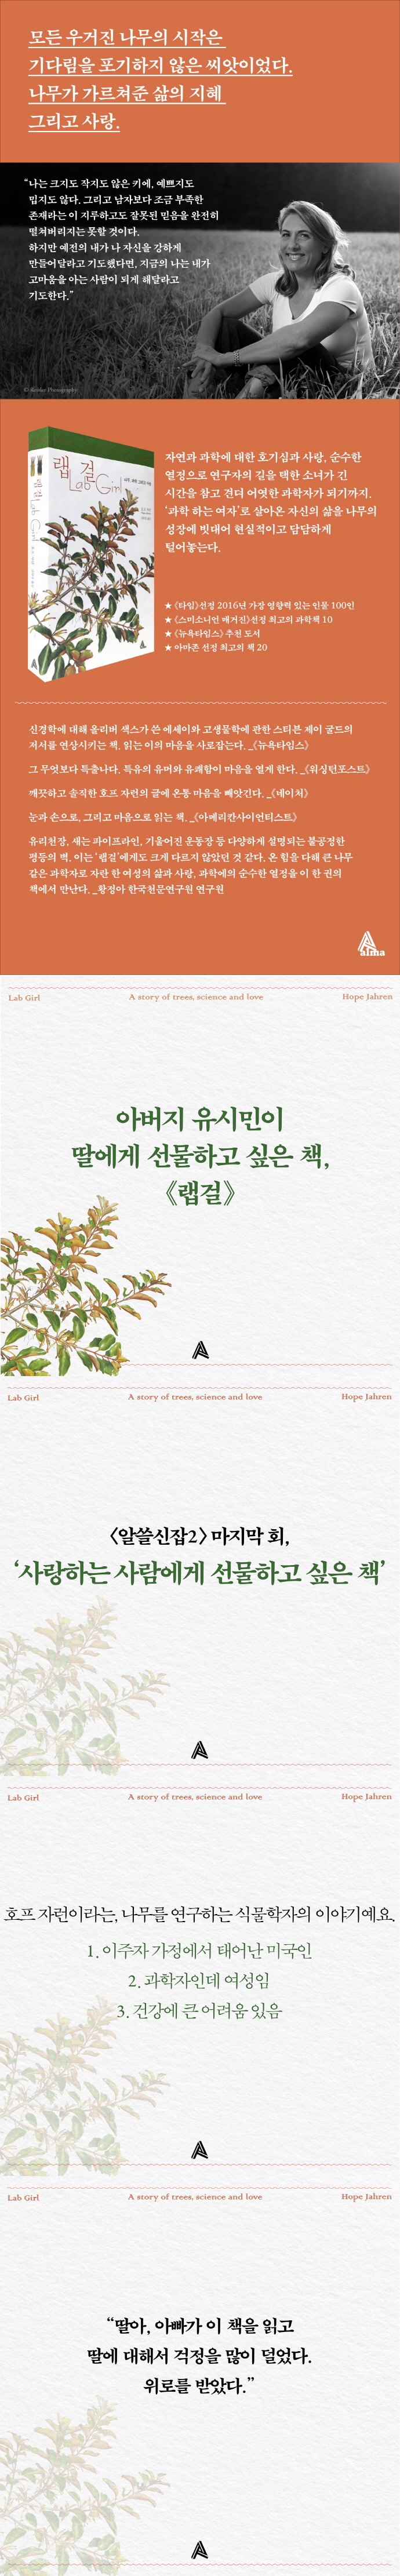 모든 우거진 나무의 시작은
기다림을 포기하지 않은 씨앗이었다.
나무가 가르쳐준 삶의 지혜
그리고 사랑.
“나는 크지도 작지도 않은 키에, 예쁘지도
밉지도 않다. 그리고 남자보다 조금 부족한
존재라는 이 지루하고도 잘못된 믿음을 완전히
떨쳐버리지는 못할 것이다.
하지만 예전의 내가 나 자신을 강하게
만들어달라고 기도했다면, 지금의 나는 내가
고마움을 아는 사람이 되게 해달라고
기도한다.”
랩 걸
Lab Girl
자연과 과학에 대한 호기심과 사랑, 순수한
열정으로 연구자의 길을 택한 소녀가 긴
시간을 참고 견뎌 어엿한 과학자가 되기까지.
‘과학 하는 여자’로 살아온 자신의 삶을 나무의
성장에 빗대어 현실적이고 담담하게
털어놓는다.
★ 《타임》선정 2016년 가장 영향력 있는 인물 100인
★ 《스미소니언 매거진》선정 최고의 과학책 10
★ 《뉴욕타임스》 추천 도서
★ 아마존 선정 최고의 책 20
신경학에 대해 올리버 색스가 쓴 에세이와 고생물학에 관한 스티븐 제이 굴드의
저서를 연상시키는 책. 읽는 이의 마음을 사로잡는다. _《뉴욕타임스》
그 무엇보다 특출나다. 특유의 유머와 유쾌함이 마음을 열게 한다. _《워싱턴포스트》
깨끗하고 솔직한 호프 자런의 글에 온통 마음을 빼앗긴다. _《네이처》
눈과 손으로, 그리고 마음으로 읽는 책. _《아메리칸사이언티스트》
유리천장, 새는 파이프라인, 기울어진 운동장 등 다양하게 설명되는 불공정한
평등의 벽. 이는 ‘랩걸’에게도 크게 다르지 않았던 것 같다. 온 힘을 다해 큰 나무
같은 과학자로 자란 한 여성의 삶과 사랑, 과학에의 순수한 열정을 이 한 권의
책에서 만난다. _황정아 한국천문연구원 연구원
alma
Lab Girl A story of trees, science and love Hope Jahren
아버지 유시민이
딸에게 선물하고 싶은 책,
《랩걸》
Lab Girl A story of trees, science and love Hope Jahren
〈알쓸신잡2〉 마지막 회,
‘사랑하는 사람에게 선물하고 싶은 책’
Lab Girl A story of trees, science and love Hope Jahren
호프 자런이라는, 나무를 연구하는 식물학자의 이야기예요.
1. 이주자 가정에서 태어난 미국인
2. 과학자인데 여성임
3. 건강에 큰 어려움 있음
Lab Girl A story of trees, science and love Hope Jahren
“딸아, 아빠가 이 책을 읽고
딸에 대해서 걱정을 많이 덜었다.
위로를 받았다.”